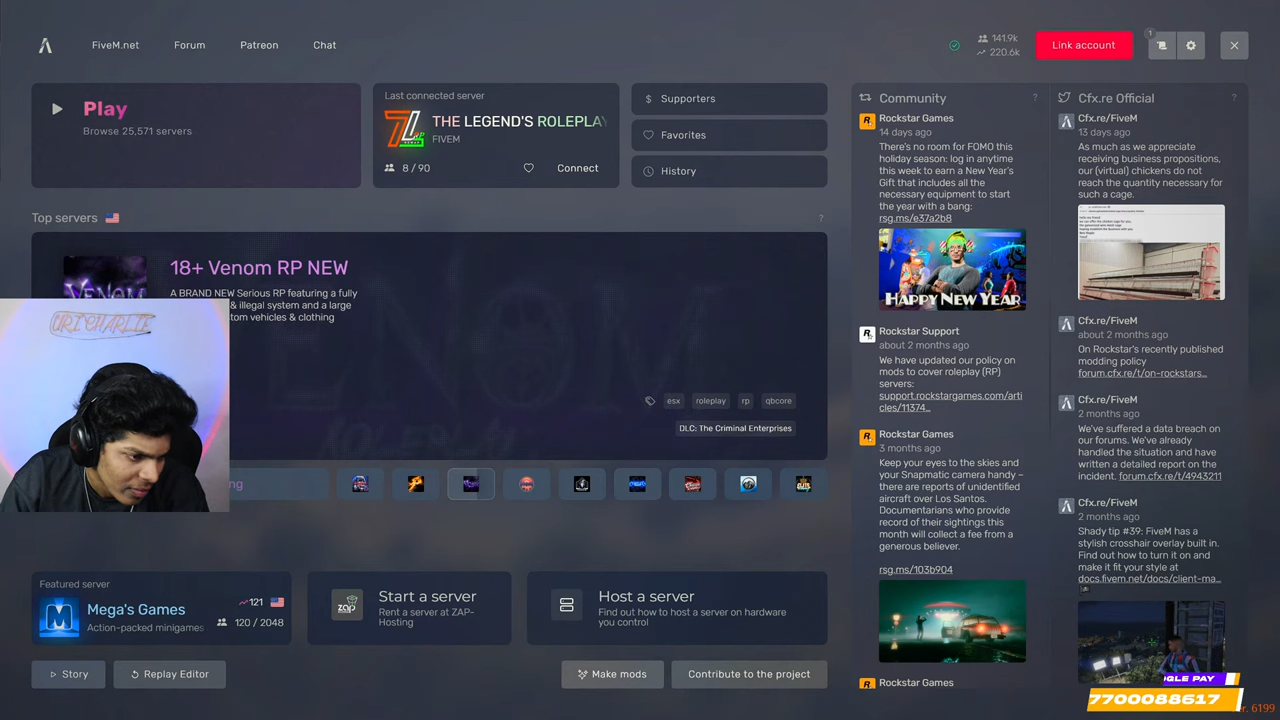 FiveM.net
Forum
Patreon
Chat
141.9k
220.6k
Link account
1
Play
Browse 25,571 servers
Last connected server
THE LEGEND'S ROLEPLAY
FIVEM
8 / 90
Connect
$ Supporters
Favorites
History
Top servers
18+ Venom RP NEW
A BRAND NEW Serious RP featuring a fully
& illegal system and a large
tom vehicles & clothing
VENOM
esx
roleplay
rp
qbcore
DLC: The Criminal Enterprises
ng
Featured server
Mega's Games
Action-packed minigames
121
120 / 2048
ZAP
Start a server
Rent a server at ZAP-
Hosting
Host a server
Find out how to host a server on hardware
you control
Story
Replay Editor
Make mods
Contribute to the project
Community
?
Rockstar Games
14 days ago
There's no room for FOMO this
holiday season: log in anytime
this week to earn a New Year's
Gift that includes all the
necessary equipment to start
the year with a bang:
rsg.ms/e37a2b8
HAPPY NEW YEAR
Rockstar Support
about 2 months ago
We have updated our policy on
mods to cover roleplay (RP)
servers:
support.rockstargames.com/arti
cles/11374…
Rockstar Games
3 months ago
Keep your eyes to the skies and
your Snapmatic camera handy –
there are reports of unidentified
aircraft over Los Santos.
Documentarians who provide
record of their sightings this
month will collect a fee from a
generous believer.
rsg.ms/103b904
Rockstar Games
Cfx.re Official
?
Cfx.re/FiveM
13 days ago
As much as we appreciate
receiving business propositions,
our (virtual) chickens do not
reach the quantity necessary for
such a cage.
Cfx.re/FiveM
about 2 months ago
On Rockstar's recently published
modding policy
forum.cfx.re/t/on-rockstars…
Cfx.re/FiveM
2 months ago
We've suffered a data breach on
our forums. We've already
handled the situation and have
written a detailed report on the
incident. forum.cfx.re/t/4943211
Cfx.re/FiveM
2 months ago
Shady tip #39: FiveM has a
stylish crosshair overlay built in.
Find out how to turn it on and
make it fit your style at
docs.fivem.net/docs/client-ma…
OGLE PAY
7700088617
er. 6199